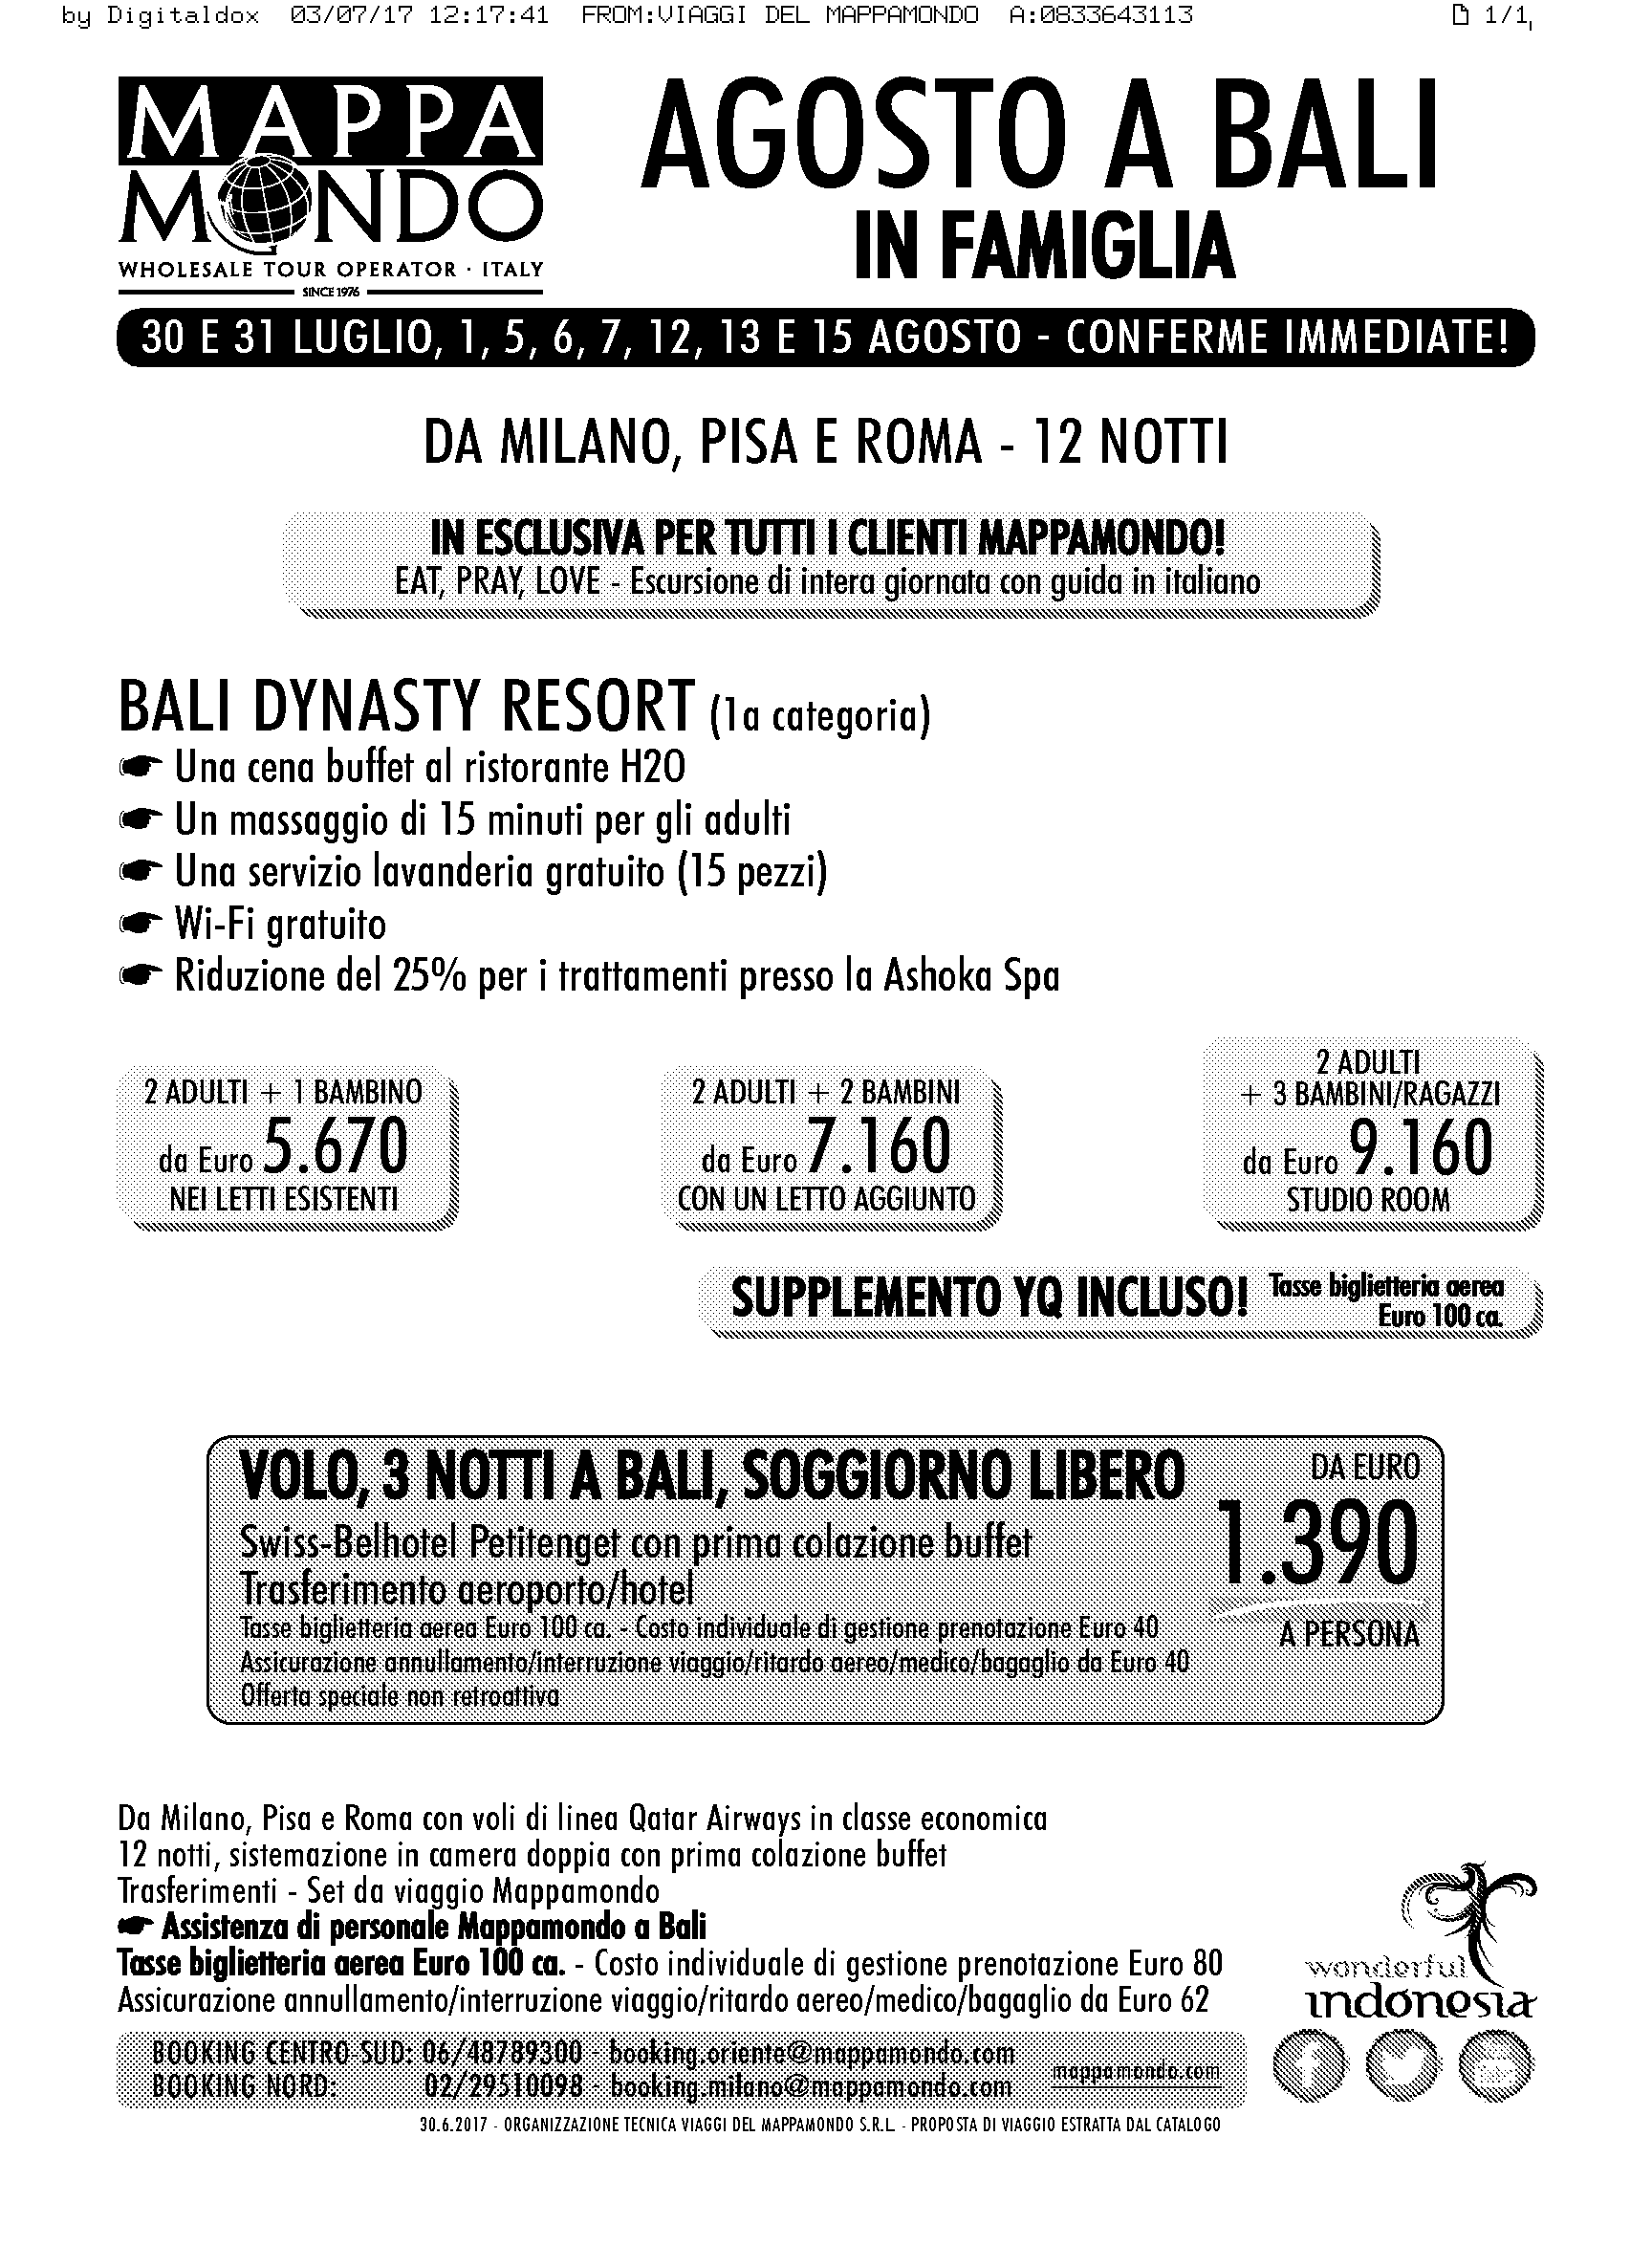 by Digitaldox 03/07/17 12:17:41 FROM:VIAGGI DEL MAPPAMONDO A:0833643113 1/1
MAPPA
MONDO
WHOLESALE TOUR OPERATOR · ITALY
SINCE 1976
AGOSTO A BALI
IN FAMIGLIA
30 E 31 LUGLIO, 1, 5, 6, 7, 12, 13 E 15 AGOSTO - CONFERME IMMEDIATE!
DA MILANO, PISA E ROMA - 12 NOTTI
IN ESCLUSIVA PER TUTTI I CLIENTI MAPPAMONDO!
EAT, PRAY, LOVE - Escursione di intera giornata con guida in italiano
BALI DYNASTY RESORT (1a categoria)
☛ Una cena buffet al ristorante H2O
☛ Un massaggio di 15 minuti per gli adulti
☛ Una servizio lavanderia gratuito (15 pezzi)
☛ Wi-Fi gratuito
☛ Riduzione del 25% per i trattamenti presso la Ashoka Spa
2 ADULTI + 1 BAMBINO
da Euro 5.670
NEI LETTI ESISTENTI
2 ADULTI + 2 BAMBINI
da Euro 7.160
CON UN LETTO AGGIUNTO
2 ADULTI
+ 3 BAMBINI/RAGAZZI
da Euro 9.160
STUDIO ROOM
SUPPLEMENTO YQ INCLUSO! Tasse biglietteria aerea
Euro 100 ca.
VOLO, 3 NOTTI A BALI, SOGGIORNO LIBERO
Swiss-Belhotel Petitenget con prima colazione buffet
Trasferimento aeroporto/hotel
Tasse biglietteria aerea Euro 100 ca. - Costo individuale di gestione prenotazione Euro 40
Assicurazione annullamento/interruzione viaggio/ritardo aereo/medico/bagaglio da Euro 40
Offerta speciale non retroattiva
DA EURO
1.390
A PERSONA
Da Milano, Pisa e Roma con voli di linea Qatar Airways in classe economica
12 notti, sistemazione in camera doppia con prima colazione buffet
Trasferimenti - Set da viaggio Mappamondo
☛ Assistenza di personale Mappamondo a Bali
Tasse biglietteria aerea Euro 100 ca. - Costo individuale di gestione prenotazione Euro 80
Assicurazione annullamento/interruzione viaggio/ritardo aereo/medico/bagaglio da Euro 62
wonderful
indonesia
BOOKING CENTRO-SUD: 06/48789300 - booking.oriente@mappamondo.com
BOOKING NORD: 02/29510098 - booking.milano@mappamondo.com
mappamondo.com
30.6.2017 - ORGANIZZAZIONE TECNICA VIAGGI DEL MAPPAMONDO S.R.L. - PROPOSTA DI VIAGGIO ESTRATTA DAL CATALOGO